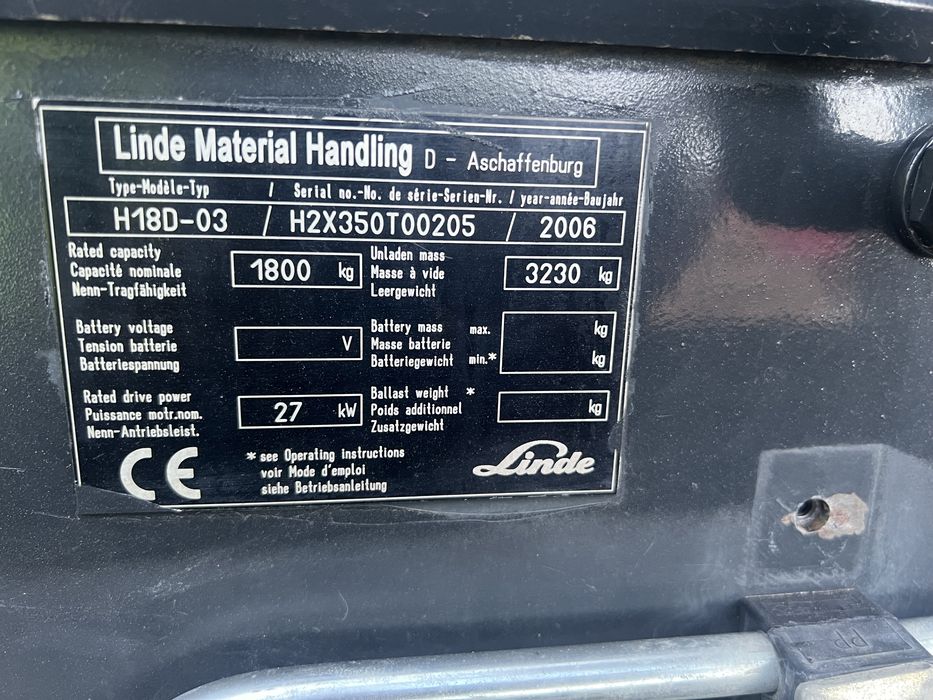 Linde Material Handling D - Aschaffenburg
Type-Modèle-Typ / Serial no.-No. de série-Serien-Nr. / year-année-Baujahr
H18D-03 / H2X350T00205 / 2006
Rated capacity
Capacité nominale 1800 kg
Nenn-Tragfähigkeit
Unladen mass
Masse à vide 3230 kg
Leergewicht
Battery voltage
Tension batterie V
Batteriespannung
Battery mass max. kg
Masse batterie
Batteriegewicht min.* kg
Rated drive power
Puissance motr.nom. 27 kW
Nenn-Antriebsleist.
Ballast weight *
Poids additionnel kg
Zusatzgewicht
CE
* see Operating instructions
voir Mode d'emploi
siehe Betriebsanleitung
Linde